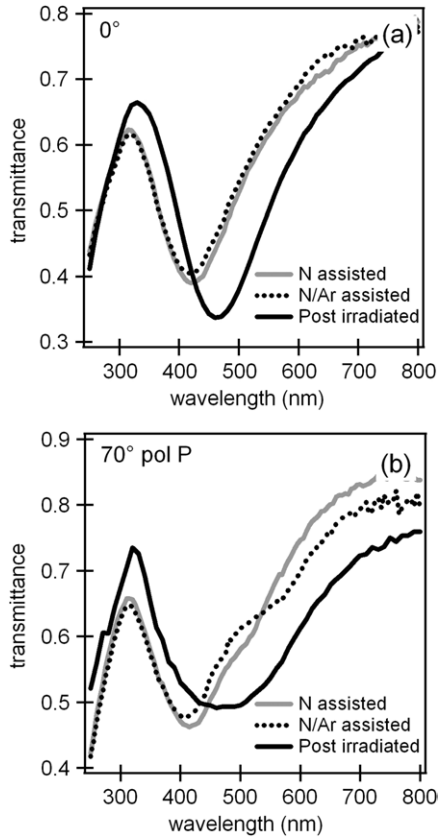 0° (a)
0.8
0.7
0.6
0.5
0.4
0.3
transmittance
N assisted
N/Ar assisted
Post irradiated
300 400 500 600 700 800
wavelength (nm)
70° pol P (b)
0.9
0.8
0.7
0.6
0.5
0.4
transmittance
N assisted
N/Ar assisted
Post irradiated
300 400 500 600 700 800
wavelength (nm)